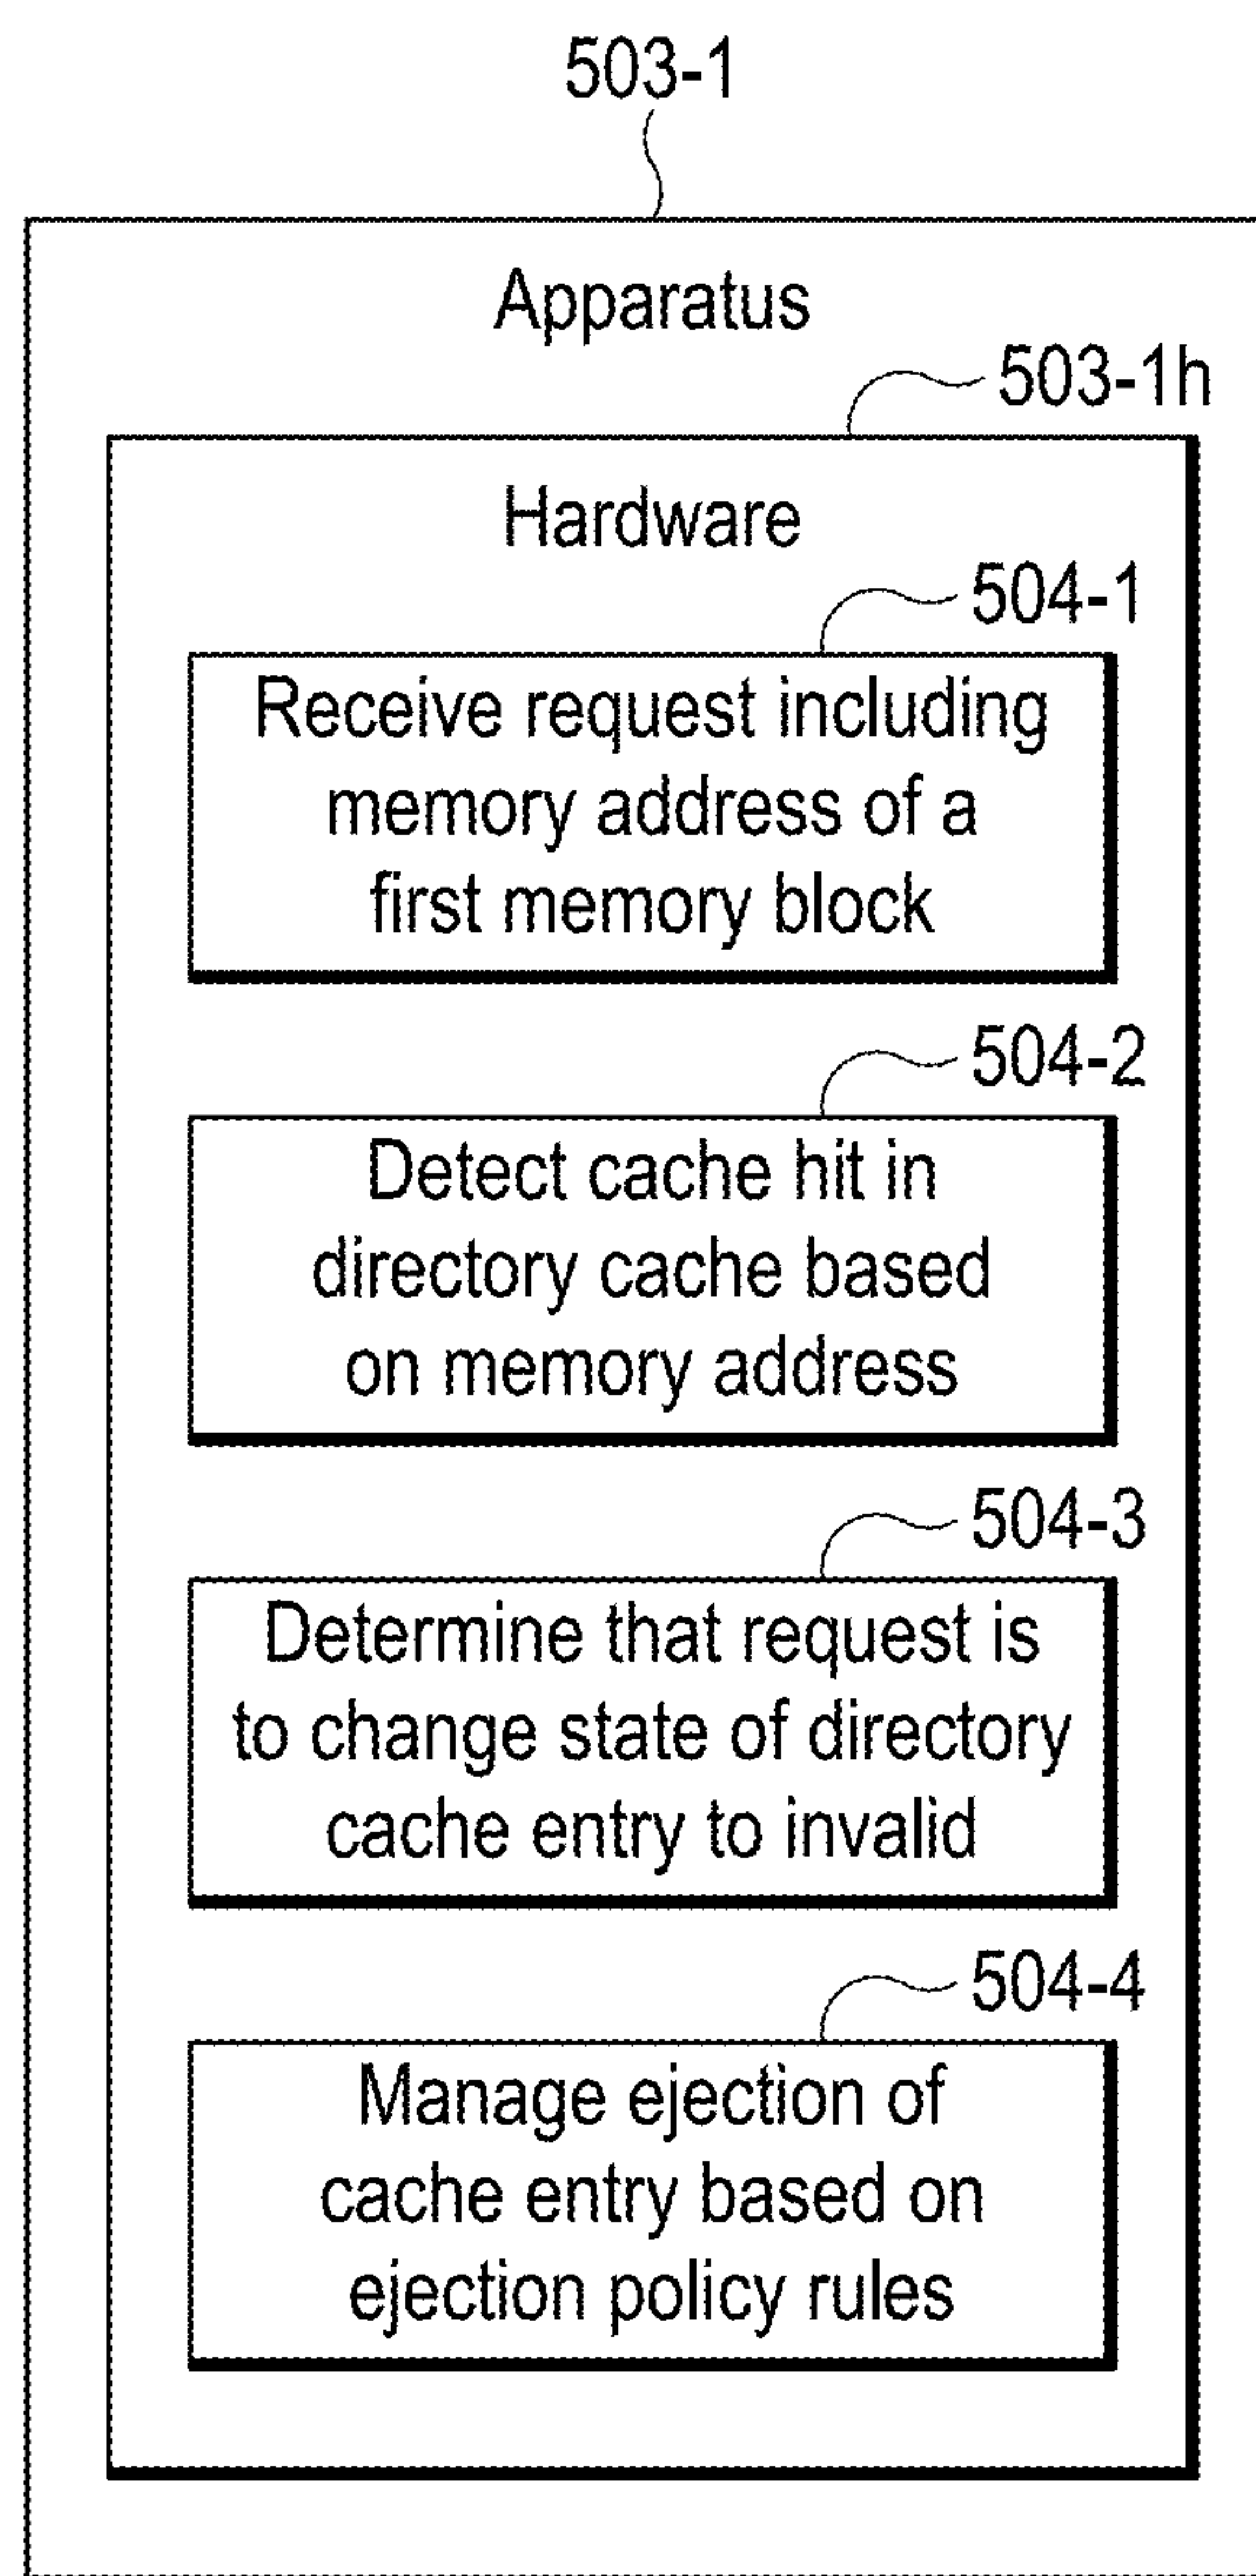 503-1
Apparatus
503-1h
Hardware
504-1
Receive request including
memory address of a
first memory block
504-2
Detect cache hit in
directory cache based
on memory address
504-3
Determine that request is
to change state of directory
cache entry to invalid
504-4
Manage ejection of
cache entry based on
ejection policy rules